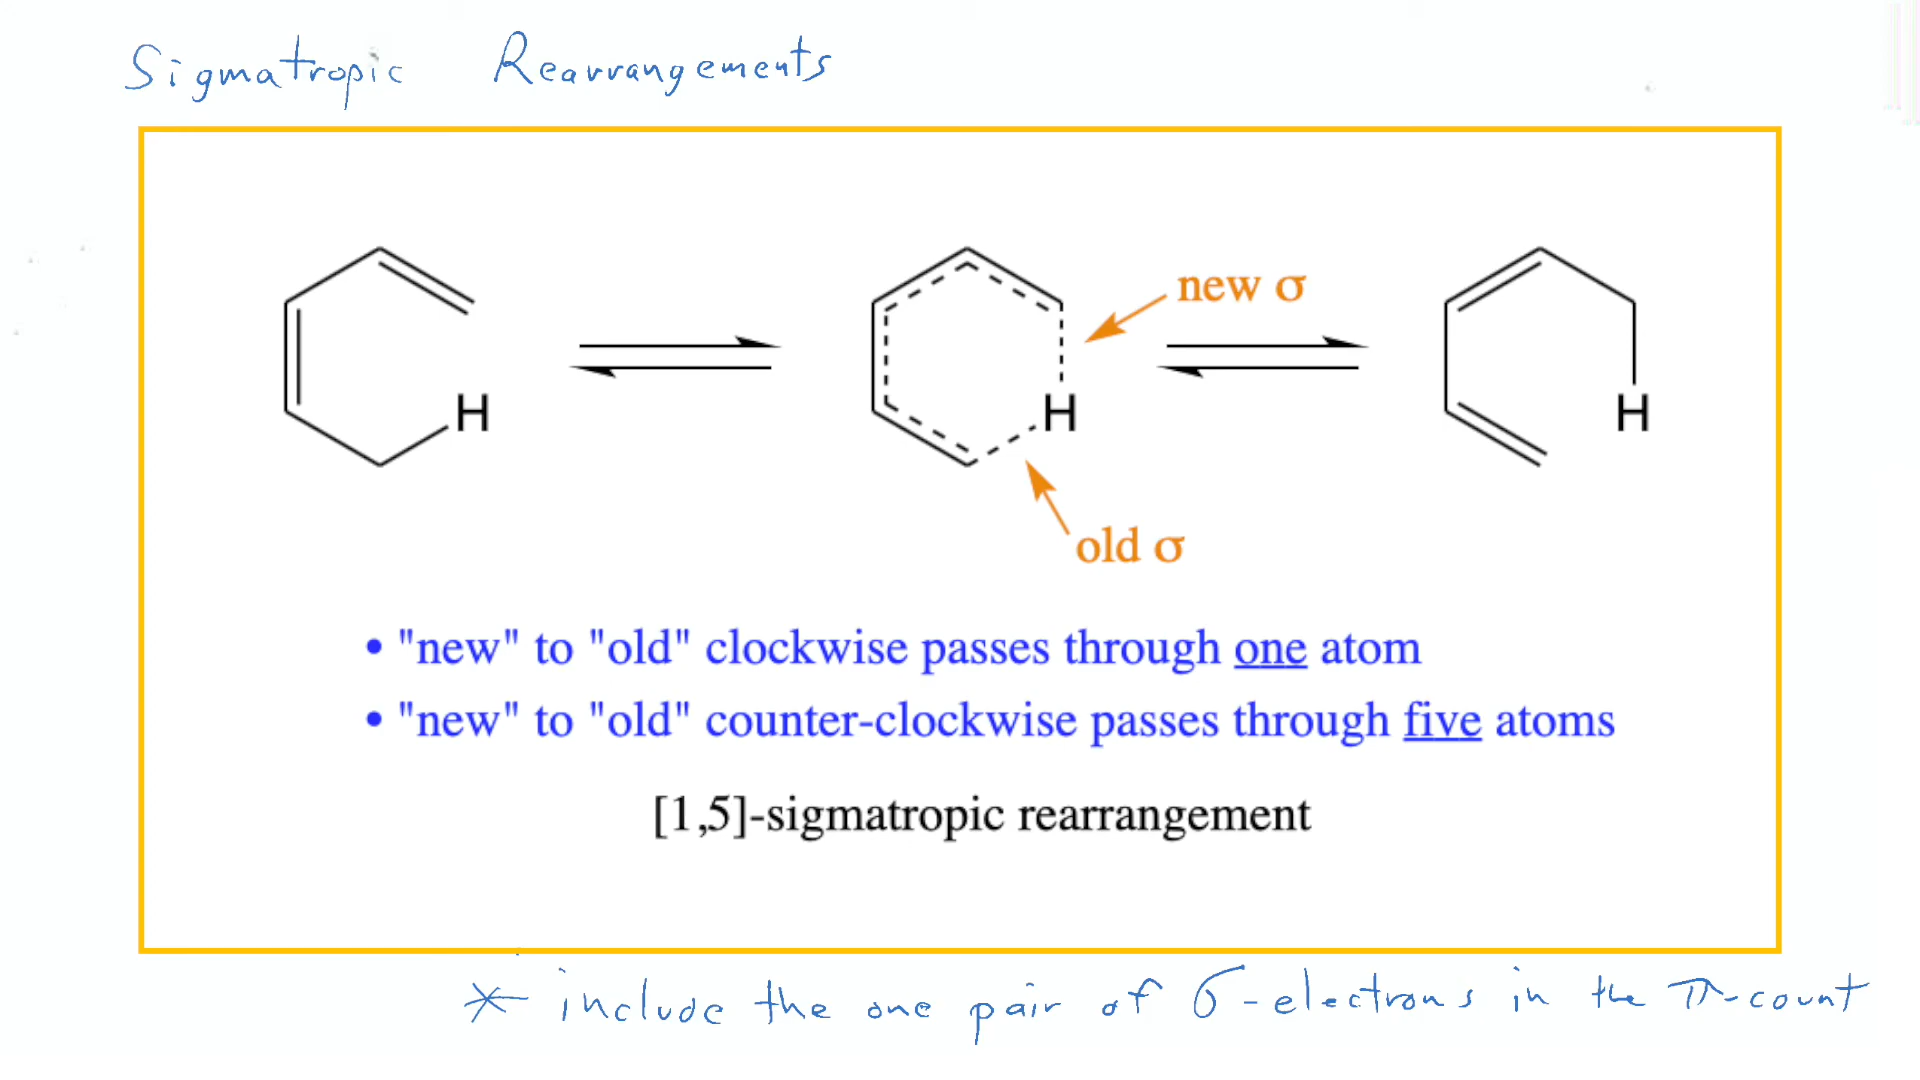 Sigmatropic Rearrangements
new σ
H
H
H
old σ
• "new" to "old" clockwise passes through one atom
• "new" to "old" counter-clockwise passes through five atoms
[1,5]-sigmatropic rearrangement
* include the one pair of σ-electrons in the π-count